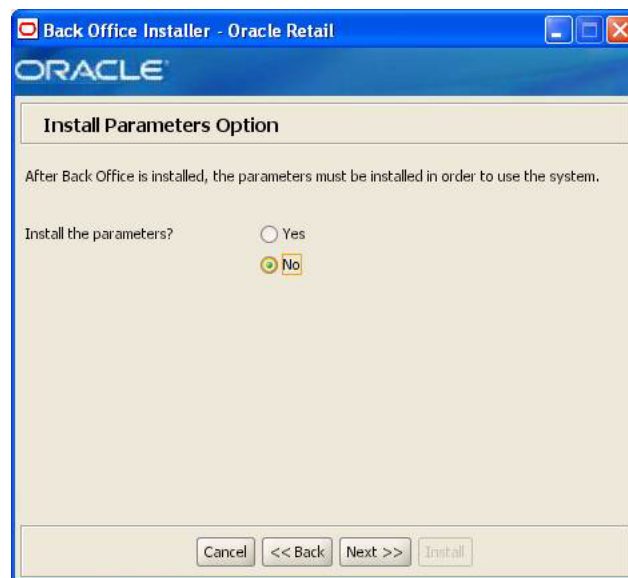 Back Office Installer - Oracle Retail
ORACLE
Install Parameters Option
After Back Office is installed, the parameters must be installed in order to use the system.
Install the parameters?
Yes
No
Cancel << Back Next >> Install